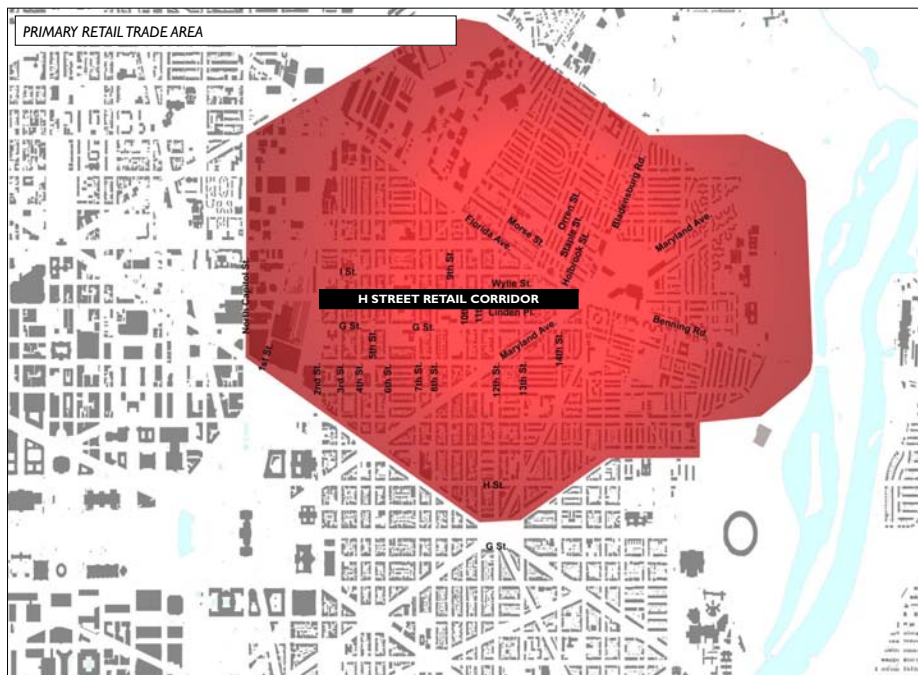 PRIMARY RETAIL TRADE AREA
Bladensburg Rd.
Orren St.
Morse St.
Staples St.
Florida Ave.
Maryland Ave.
Holbrook St.
9th St.
I St.
Wylie St.
North Capitol St.
H STREET RETAIL CORRIDOR
Linden Pl.
G St.
G St.
Benning Rd.
5th St.
Maryland Ave.
14th St.
1st St.
2nd St.
3rd St.
4th St.
6th St.
7th St.
8th St.
12th St.
13th St.
H St.
G St.